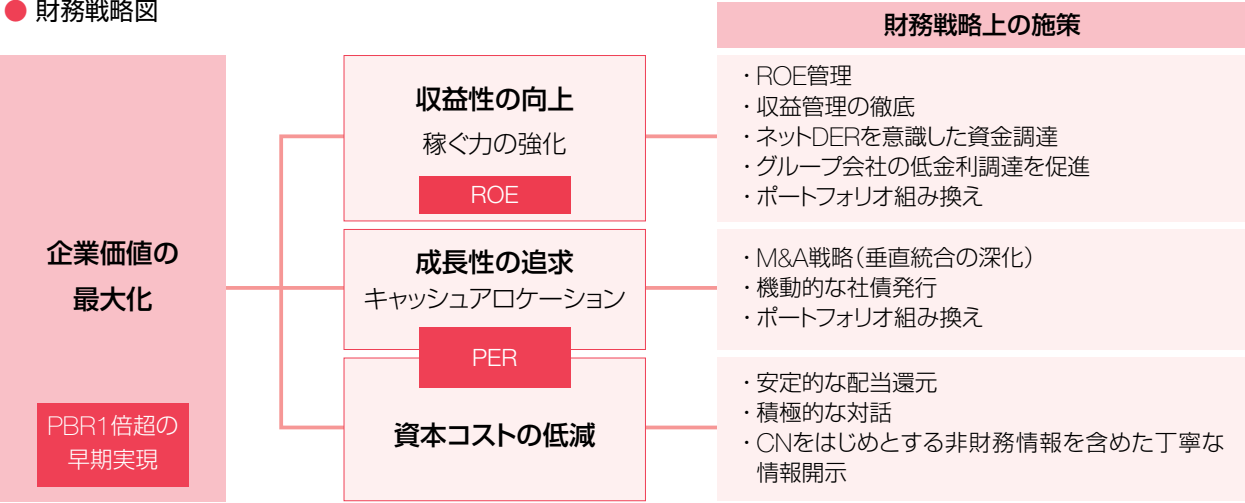 ● 財務戦略図
財務戦略上の施策
企業価値の
最大化
PBR1倍超の
早期実現
収益性の向上
稼ぐ力の強化
ROE
・ROE管理
・収益管理の徹底
・ネットDERを意識した資金調達
・グループ会社の低金利調達を促進
・ポートフォリオ組み換え
成長性の追求
キャッシュアロケーション
PER
・M&A戦略（垂直統合の深化）
・機動的な社債発行
・ポートフォリオ組み換え
資本コストの低減
・安定的な配当還元
・積極的な対話
・CNをはじめとする非財務情報を含めた丁寧な
情報開示